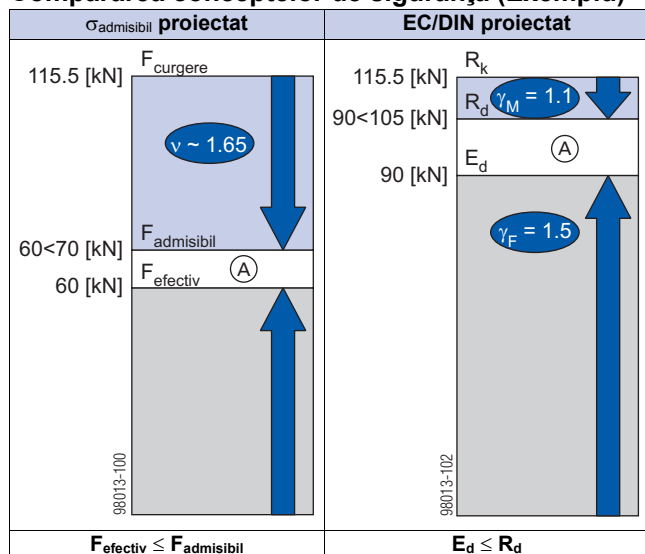 σadmisibil proiectat
EC/DIN proiectat
Fcurgere
115.5 [kN]
ν ~ 1.65
Fadmisibil
60<70 [kN]
Fefectiv
A
60 [kN]
98013-100
Fefectiv ≤ Fadmisibil
Rk
115.5 [kN]
Rd
γM = 1.1
90<105 [kN]
A
Ed
90 [kN]
γF = 1.5
98013-102
Ed ≤ Rd